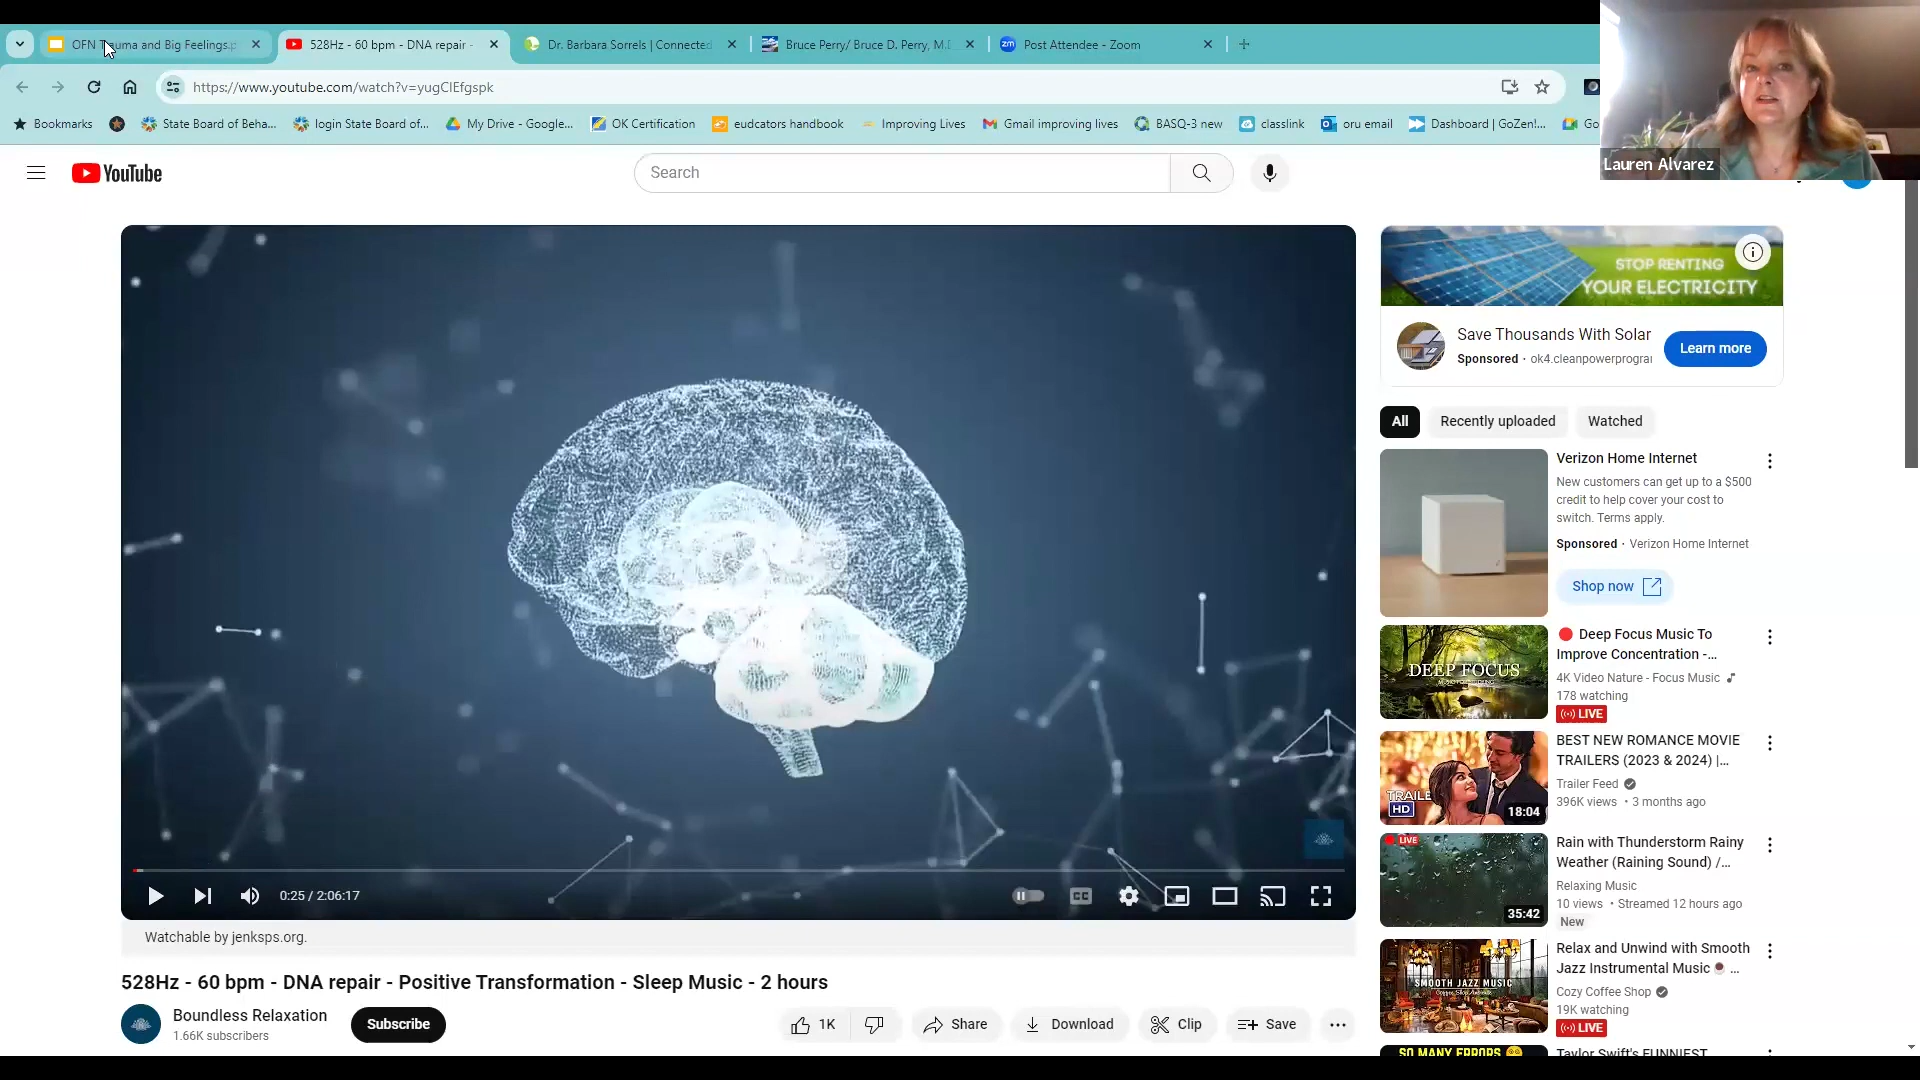 OFN Trauma and Big Feelings.p
528Hz - 60 bpm - DNA repair -
Dr. Barbara Sorrels | Connected
Bruce Perry/ Bruce D. Perry, M.D
zm Post Attendee - Zoom
https://www.youtube.com/watch?v=yugClEfgspk
Bookmarks
State Board of Beha...
login State Board of...
My Drive - Google...
OK Certification
eudcators handbook
Improving Lives
Gmail improving lives
BASQ-3 new
classlink
oru email
Dashboard | GoZen!...
Go
Lauren Alvarez
YouTube
Search
STOP RENTING
YOUR ELECTRICITY
Save Thousands With Solar
Sponsored · ok4.cleanpowerprogra
Learn more
All
Recently uploaded
Watched
Verizon Home Internet
New customers can get up to a $500
credit to help cover your cost to
switch. Terms apply.
Sponsored · Verizon Home Internet
Shop now
DEEP FOCUS
Deep Focus Music To
Improve Concentration -...
4K Video Nature - Focus Music
178 watching
LIVE
TRAILE
HD
18:04
BEST NEW ROMANCE MOVIE
TRAILERS (2023 & 2024) |...
Trailer Feed
396K views • 3 months ago
LIVE
35:42
Rain with Thunderstorm Rainy
Weather (Raining Sound) /...
Relaxing Music
10 views • Streamed 12 hours ago
New
SMOOTH JAZZ MUSIC
Relax and Unwind with Smooth
Jazz Instrumental Music ...
Cozy Coffee Shop
19K watching
LIVE
SO MANY ERRORS
Taylor Swift's FUNNIEST
0:25 / 2:06:17
CC
Watchable by jenksps.org.
528Hz - 60 bpm - DNA repair - Positive Transformation - Sleep Music - 2 hours
Boundless Relaxation
1.66K subscribers
Subscribe
1K
Share
Download
Clip
Save